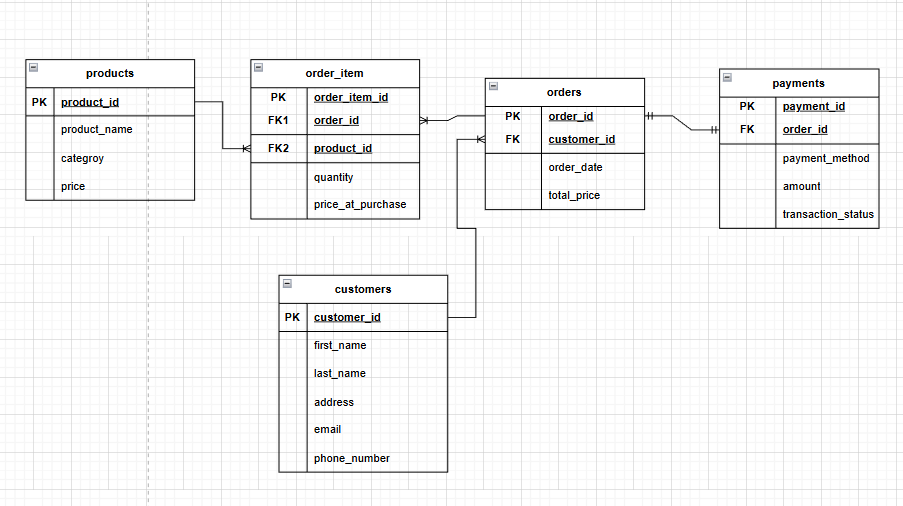 products
PK product_id
product_name
categroy
price
order_item
PK order_item_id
FK1 order_id
FK2 product_id
quantity
price_at_purchase
orders
PK order_id
FK customer_id
order_date
total_price
payments
PK payment_id
FK order_id
payment_method
amount
transaction_status
customers
PK customer_id
first_name
last_name
address
email
phone_number